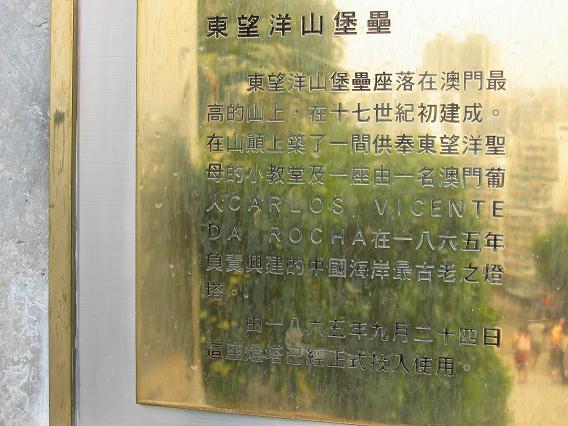 東望洋山堡壘
東望洋山堡壘座落在澳門最
高的山上，在十七世紀初建成。
在山顛上築了一間供奉東望洋聖
母的小教堂及一座由一名澳門葡
人CARLOS, VICENTE
DA ROCHA在一八六五年
負責興建的中國海岸最古老之燈
塔。
由一八六五年九月二十四日
這座燈塔已經正式投入使用。